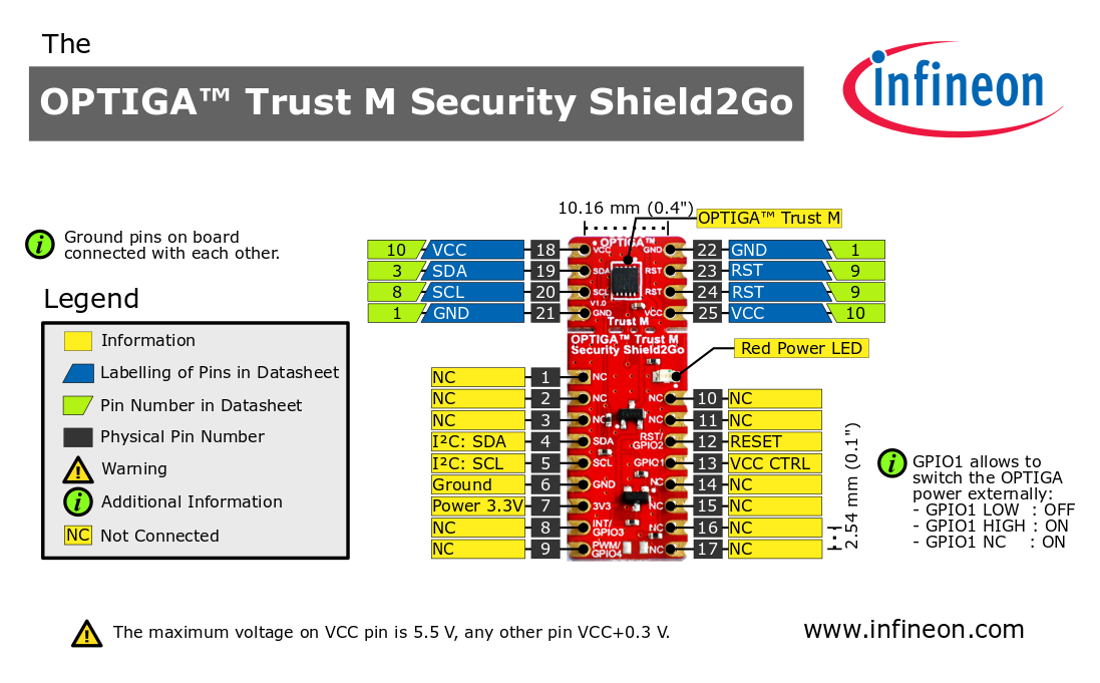 The
OPTIGA™ Trust M Security Shield2Go
infineon
10.16 mm (0.4")
OPTIGA™ Trust M
Ground pins on board
connected with each other.
10 VCC 18 VCC OPTIGA™ GND 22 GND 1
3 SDA 19 SDA RST 23 RST 9
8 SCL 20 SCL RST 24 RST 9
V1.0
1 GND 21 GND VCC 25 VCC 10
Trust M
OPTIGA™ Trust M
Security Shield2Go
Red Power LED
Legend
Information
Labelling of Pins in Datasheet
Pin Number in Datasheet
Physical Pin Number
Warning
i Additional Information
NC Not Connected
NC 1 NC
NC 2 NC NC 10 NC
NC 3 NC NC 11 NC
I²C: SDA 4 SDA RST/GPIO2 12 RESET
I²C: SCL 5 SCL GPIO1 13 VCC CTRL
Ground 6 GND NC 14 NC
Power 3.3V 7 3V3 NC 15 NC
NC 8 INT/GPIO3 NC 16 NC
NC 9 PWM/GPIO4 NC 17 NC
2.54 mm (0.1")
GPIO1 allows to
switch the OPTIGA
power externally:
- GPIO1 LOW : OFF
- GPIO1 HIGH : ON
- GPIO1 NC : ON
The maximum voltage on VCC pin is 5.5 V, any other pin VCC+0.3 V.
www.infineon.com